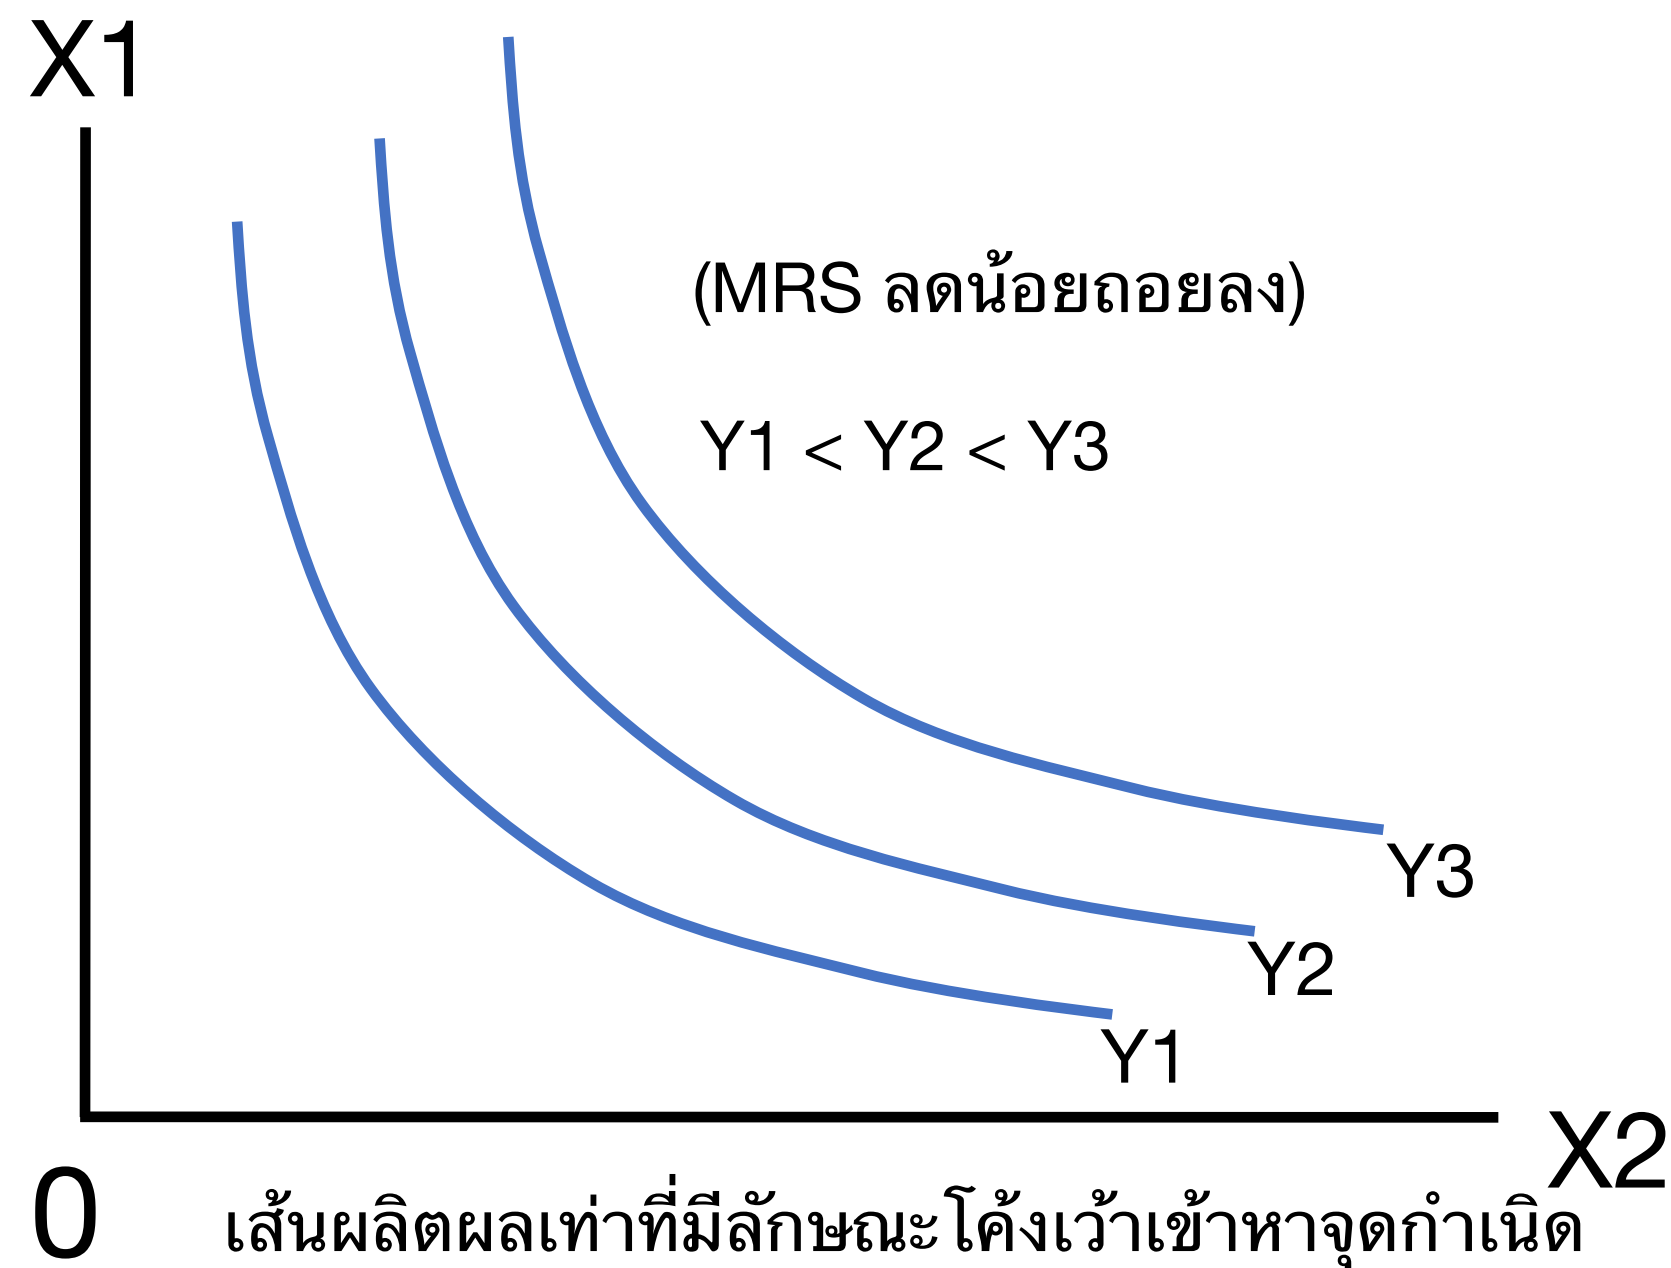 X1
(MRS ลดน้อยถอยลง)
Y1 < Y2 < Y3
Y3
Y2
Y1
X2
0
เส้นผลิตผลเท่าที่มีลักษณะโค้งเว้าเข้าหาจุดกำเนิด